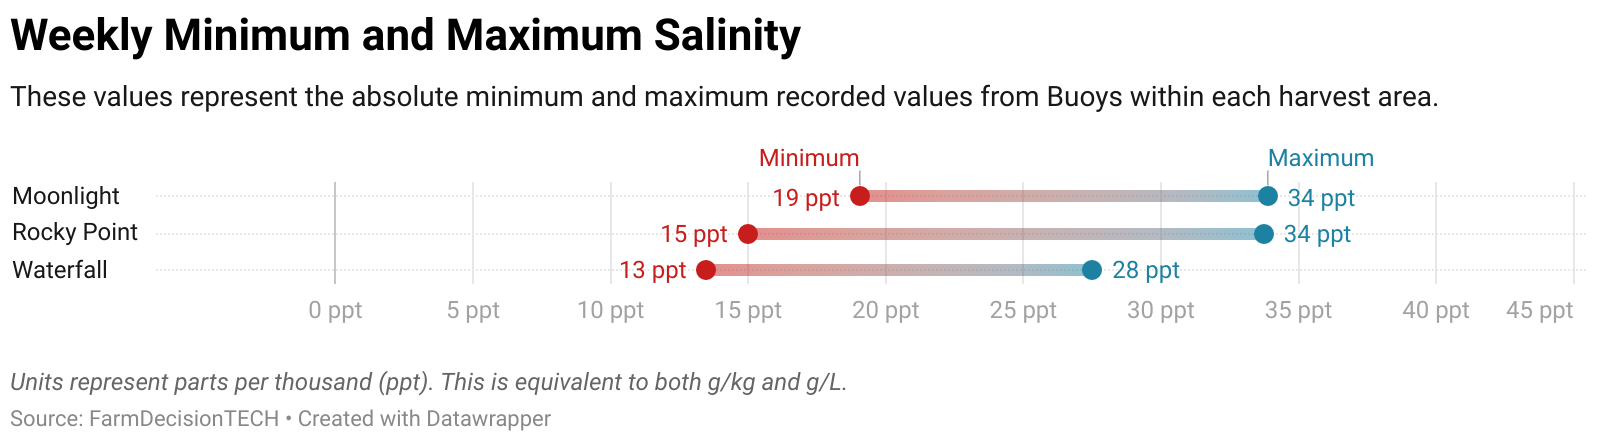 Weekly Minimum and Maximum Salinity
These values represent the absolute minimum and maximum recorded values from Buoys within each harvest area.
Minimum Maximum
Moonlight 19 ppt 34 ppt
Rocky Point 15 ppt 34 ppt
Waterfall 13 ppt 28 ppt
0 ppt 5 ppt 10 ppt 15 ppt 20 ppt 25 ppt 30 ppt 35 ppt 40 ppt 45 ppt
Units represent parts per thousand (ppt). This is equivalent to both g/kg and g/L.
Source: FarmDecisionTECH • Created with Datawrapper